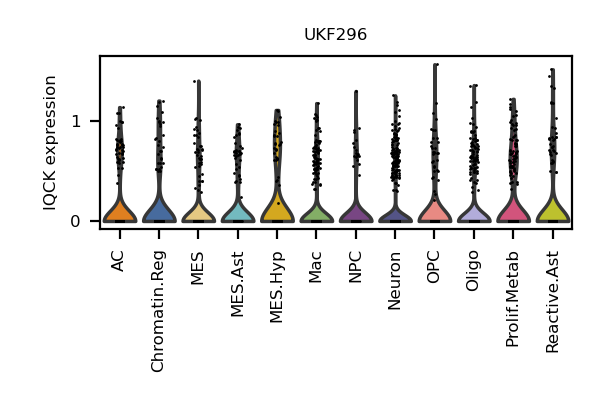 UKF296
IQCK expression
1
0
AC
Chromatin.Reg
MES
MES.Ast
MES.Hyp
Mac
NPC
Neuron
OPC
Oligo
Prolif.Metab
Reactive.Ast